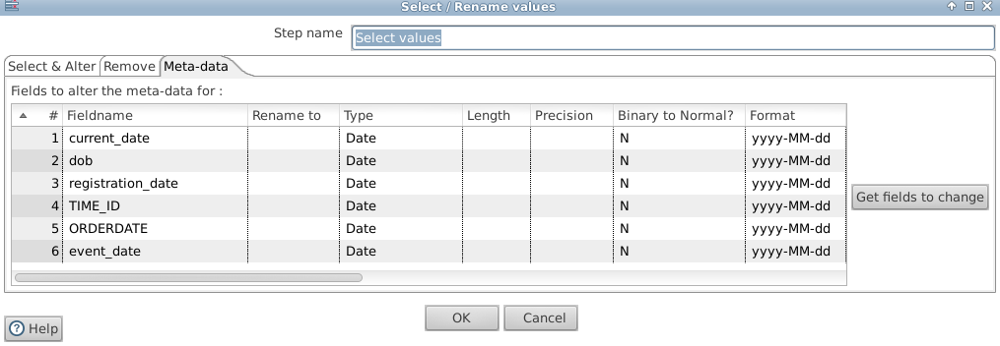 Select / Rename values
Step name Select values
Select & Alter Remove Meta-data
Fields to alter the meta-data for :
# Fieldname Rename to Type Length Precision Binary to Normal? Format
1 current_date Date N yyyy-MM-dd
2 dob Date N yyyy-MM-dd
3 registration_date Date N yyyy-MM-dd
4 TIME_ID Date N yyyy-MM-dd
5 ORDERDATE Date N yyyy-MM-dd
6 event_date Date N yyyy-MM-dd
Get fields to change
OK Cancel
Help